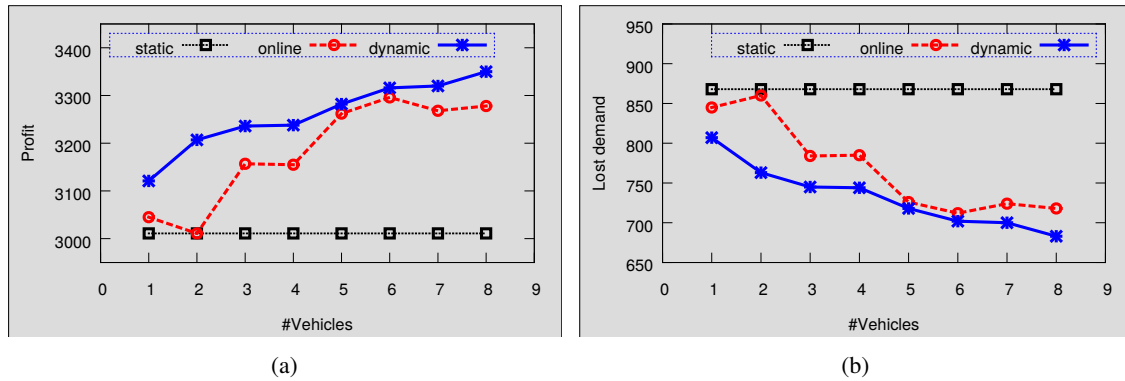 static online dynamic
3400
3300
3200
3100
3000
Profit
0 1 2 3 4 5 6 7 8 9
#Vehicles
(a)
static online dynamic
950
900
850
800
750
700
650
Lost demand
0 1 2 3 4 5 6 7 8 9
#Vehicles
(b)